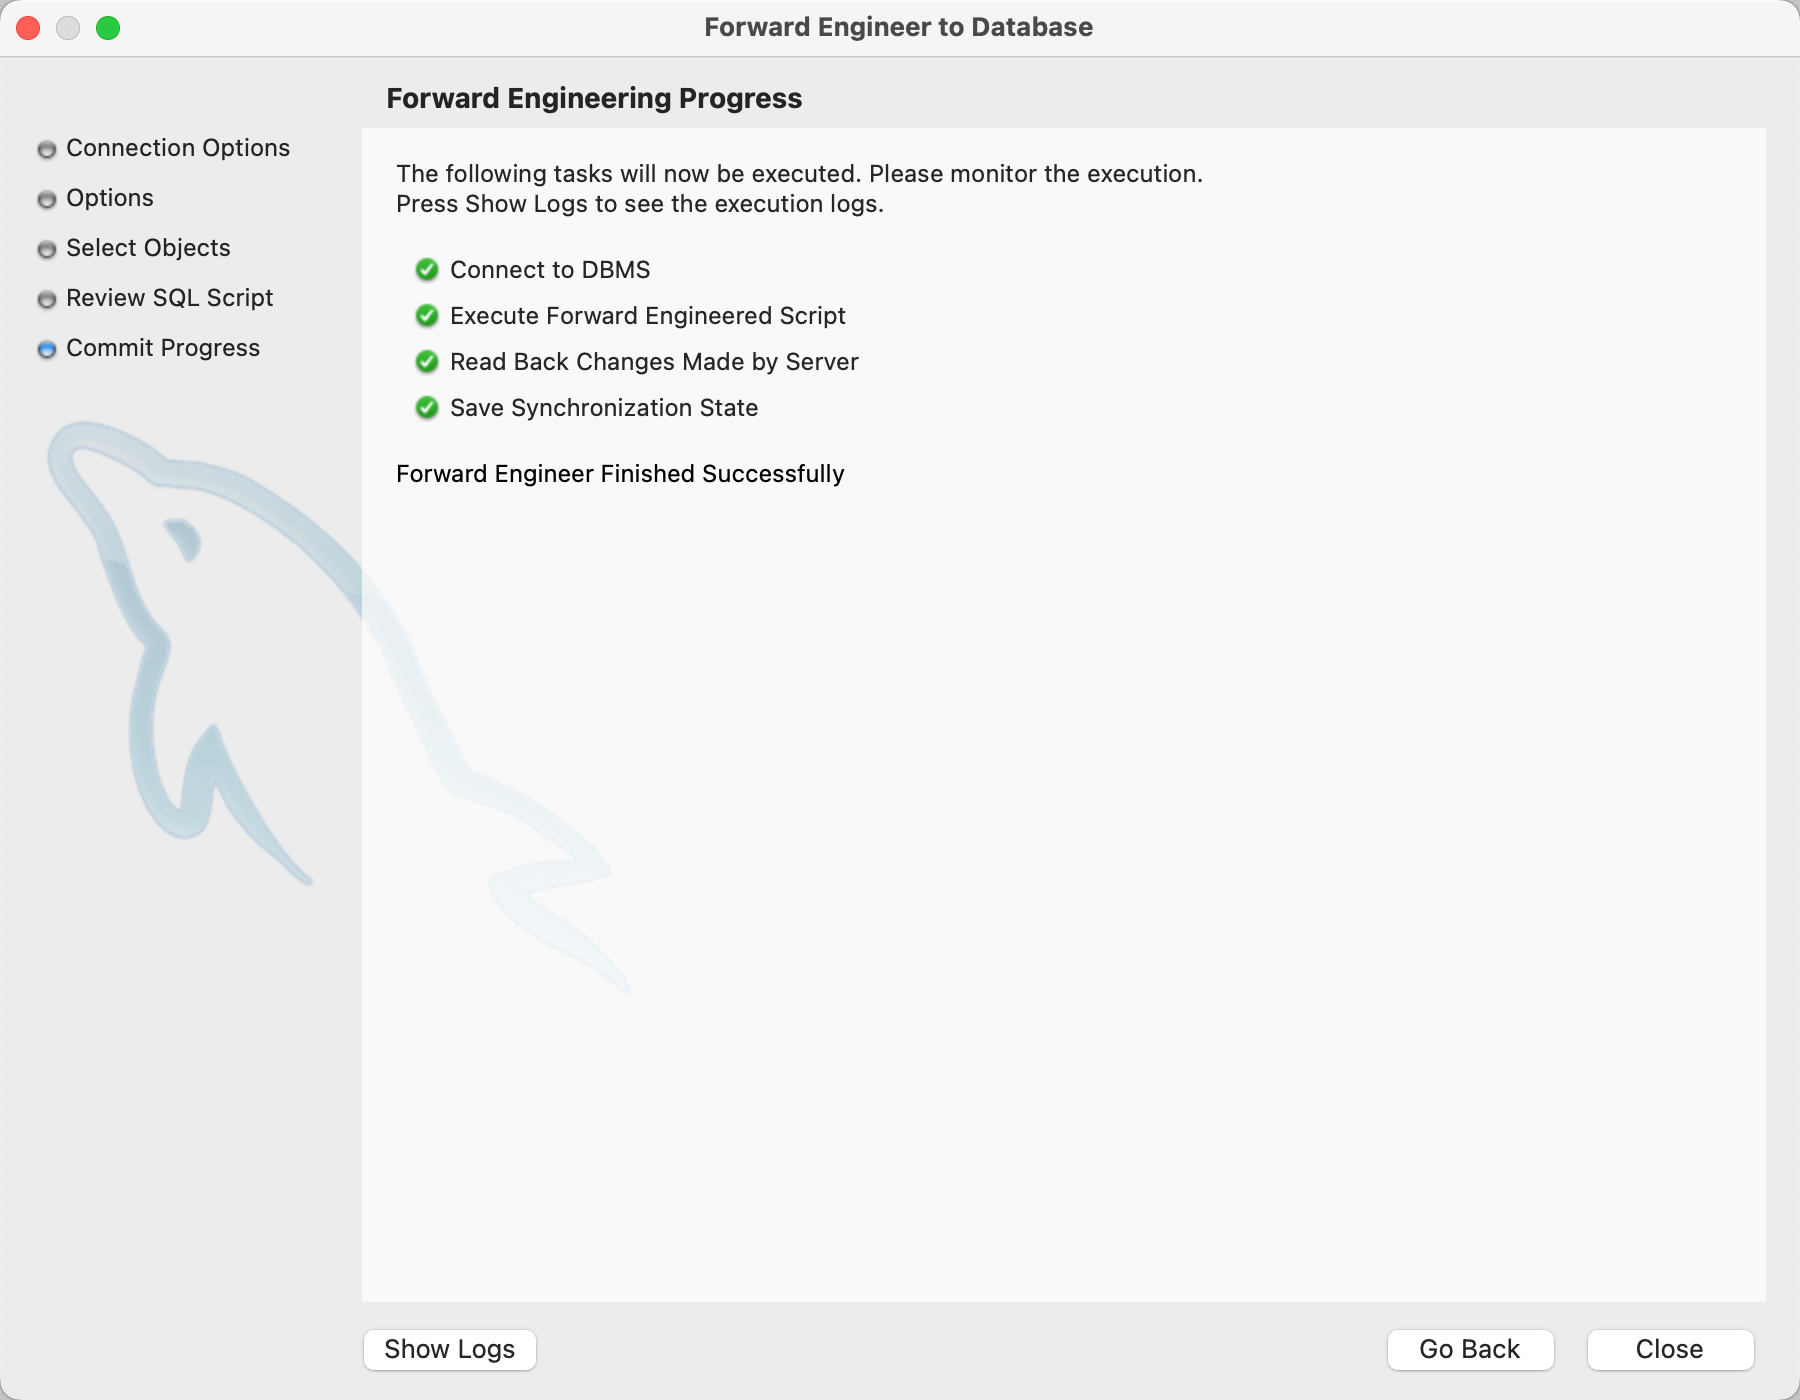 Forward Engineer to Database
Forward Engineering Progress
Connection Options
Options
Select Objects
Review SQL Script
Commit Progress
The following tasks will now be executed. Please monitor the execution.
Press Show Logs to see the execution logs.
Connect to DBMS
Execute Forward Engineered Script
Read Back Changes Made by Server
Save Synchronization State
Forward Engineer Finished Successfully
Show Logs
Go Back
Close